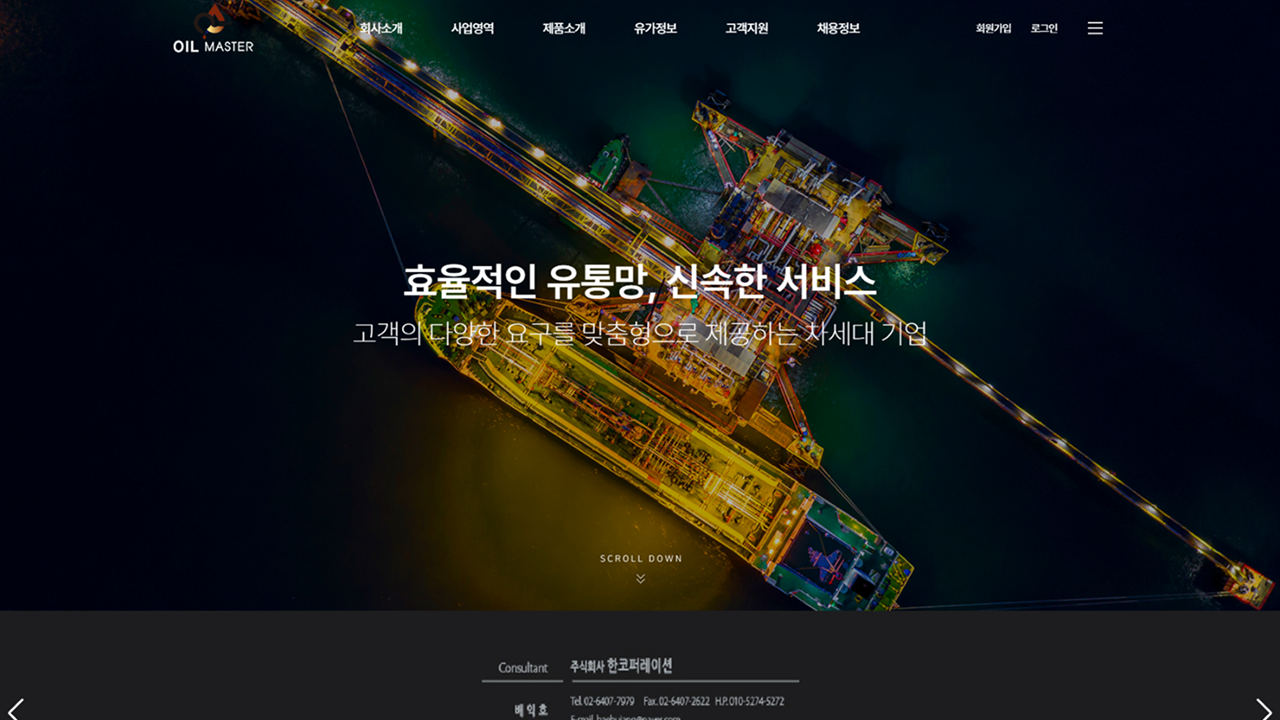 OIL MASTER
회사소개 사업영역 제품소개 유가정보 고객지원 채용정보 회원가입 로그인
효율적인 유통망, 신속한 서비스
고객의 다양한 요구를 맞춤형으로 제공하는 차세대 기업
SCROLL DOWN
Consultant 주식회사 한코퍼레이션
배익호 Tel. 02-6407-7979 Fax. 02-6407-2622 H.P. 010-5274-5272
E-mail.